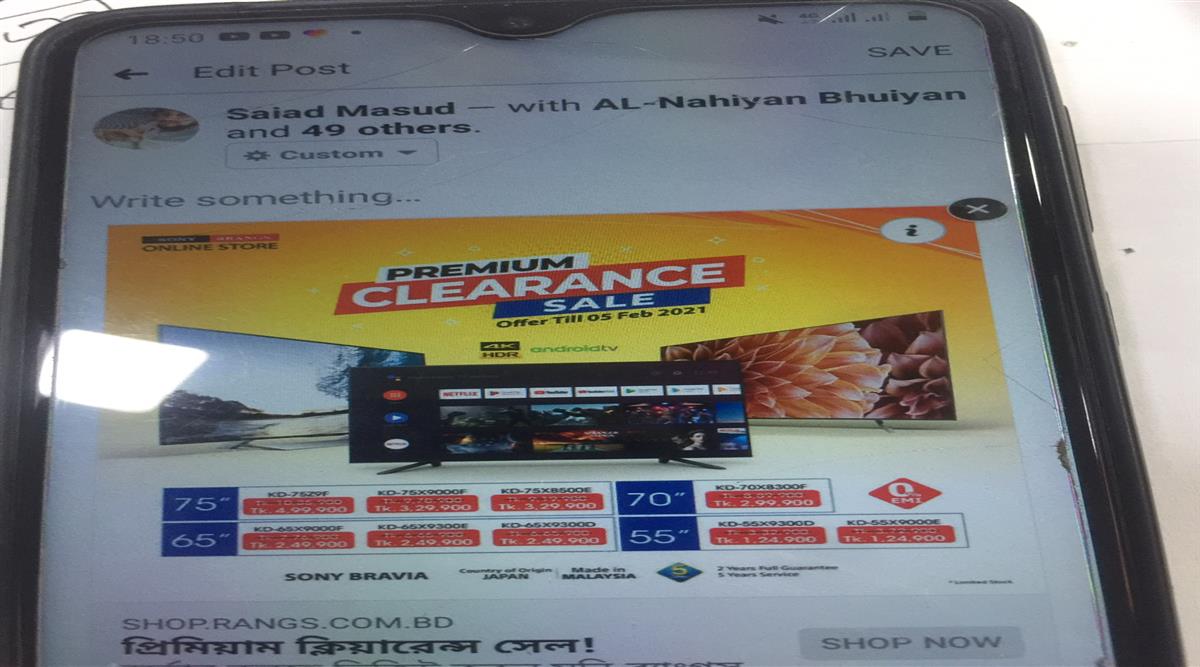 18:50
4G
SAVE
Edit Post
Saiad Masud — with AL-Nahiyan Bhuiyan
and 49 others.
Custom
Write something...
SONY RANGS
ONLINE STORE
i
PREMIUM
CLEARANCE
SALE
Offer Till 05 Feb 2021
4K
HDR
androidtv
NETFLIX
YouTube
75" KD-75Z9F KD-75X9000F KD-75X8500E 70" KD-70X8300F
Tk. 4,99,900 Tk. 3,29,900 Tk. 3,29,900 Tk. 2,99,900
0% EMI
65" KD-65X9000F KD-65X9300E KD-65X9300D 55" KD-55X9300D KD-55X9000E
Tk. 2,49,900 Tk. 2,49,900 Tk. 2,49,900 Tk. 1,24,900 Tk. 1,24,900
SONY BRAVIA
Country of Origin
JAPAN
Made in
MALAYSIA
5
2 Years Full Guarantee
5 Years Service
*Limited Stock
SHOP.RANGS.COM.BD
প্রিমিয়াম ক্লিয়ারেন্স সেল!
SHOP NOW